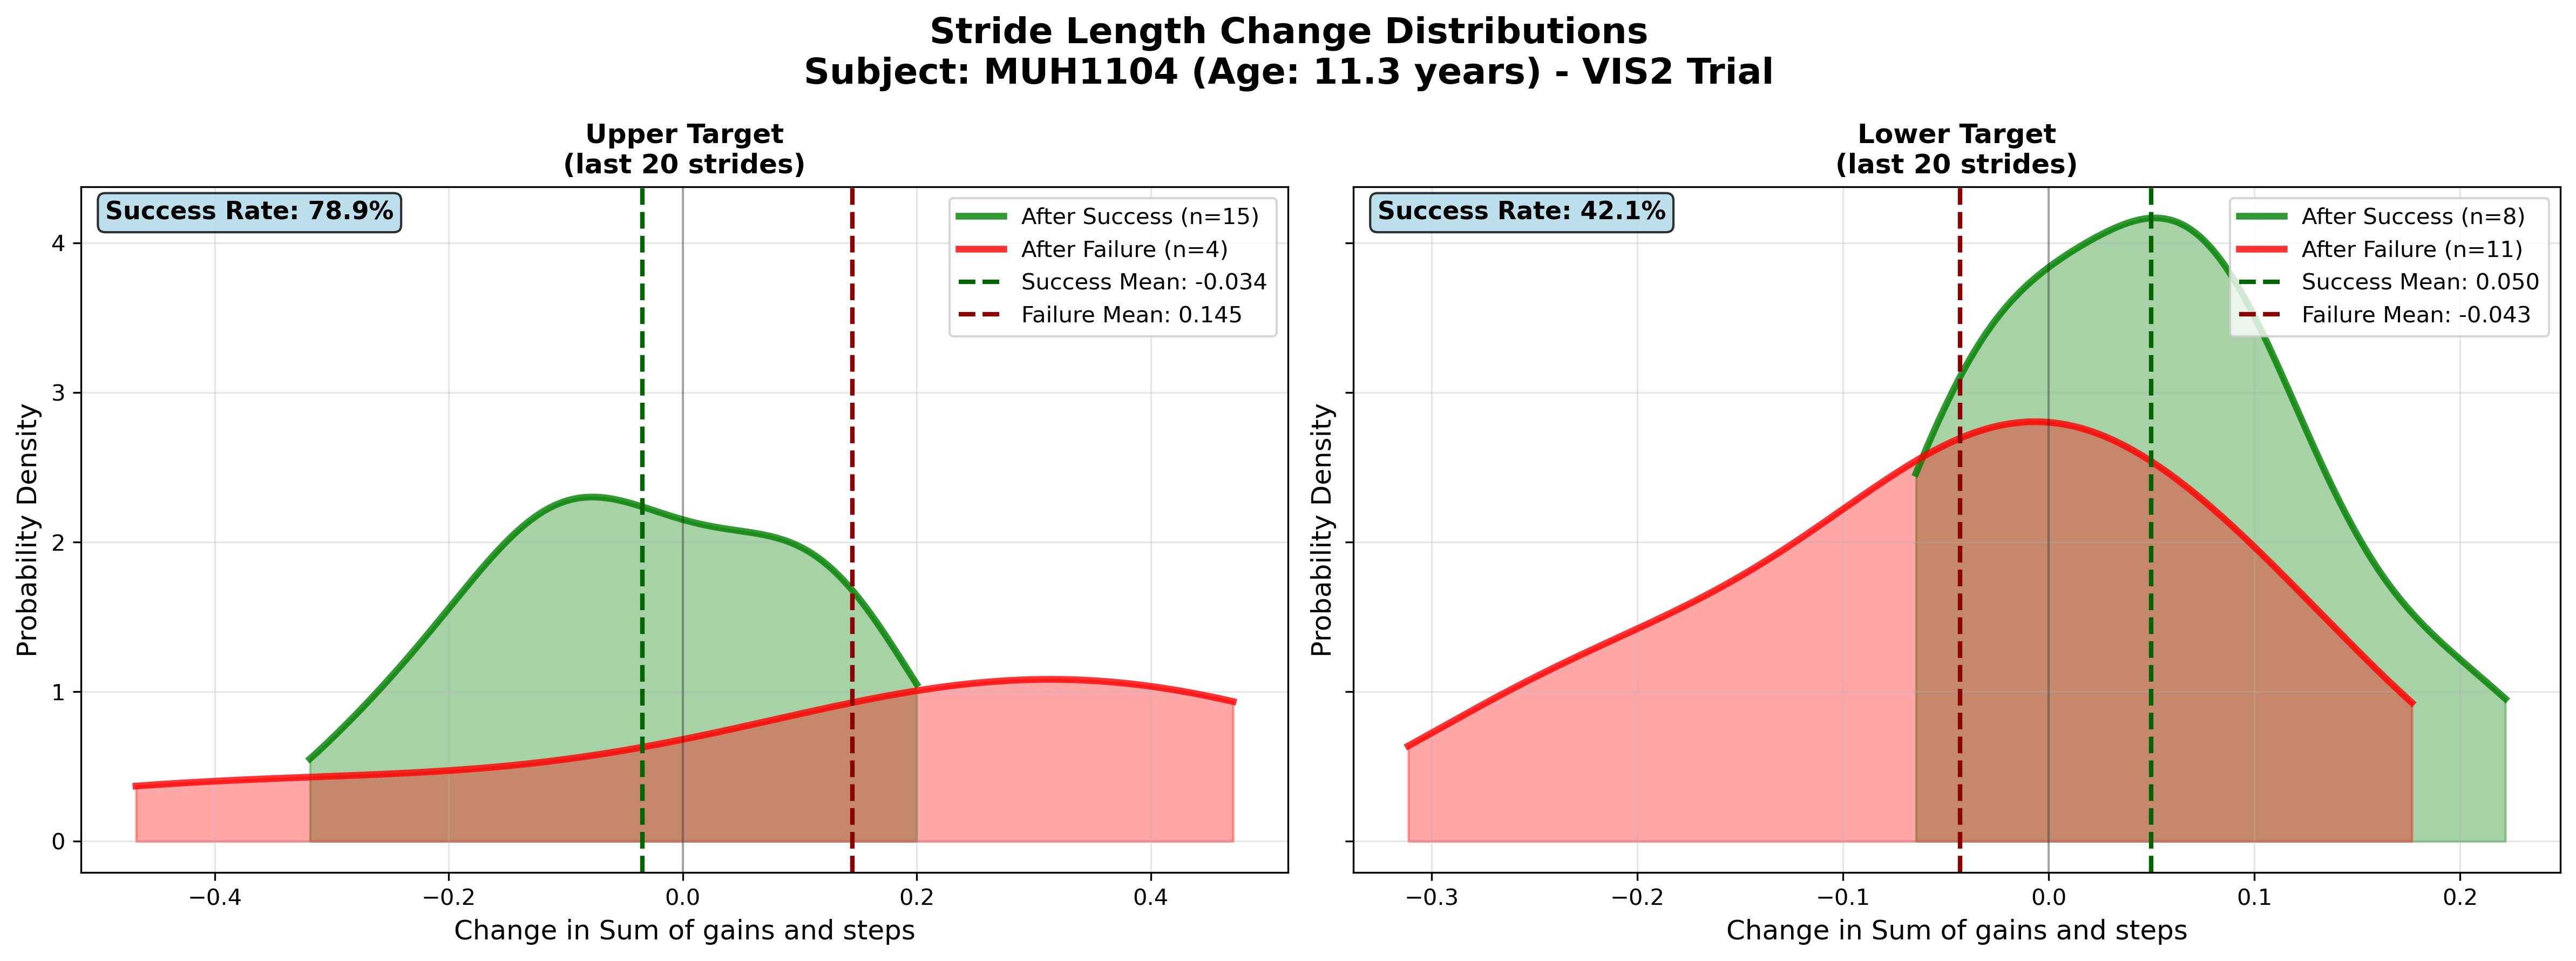 Stride Length Change Distributions
Subject: MUH1104 (Age: 11.3 years) - VIS2 Trial
Upper Target
(last 20 strides)
Success Rate: 78.9%
After Success (n=15)
After Failure (n=4)
Success Mean: -0.034
Failure Mean: 0.145
Probability Density
4
3
2
1
0
−0.4
−0.2
0.0
0.2
0.4
Change in Sum of gains and steps
Lower Target
(last 20 strides)
Success Rate: 42.1%
After Success (n=8)
After Failure (n=11)
Success Mean: 0.050
Failure Mean: -0.043
Probability Density
−0.3
−0.2
−0.1
0.0
0.1
0.2
Change in Sum of gains and steps